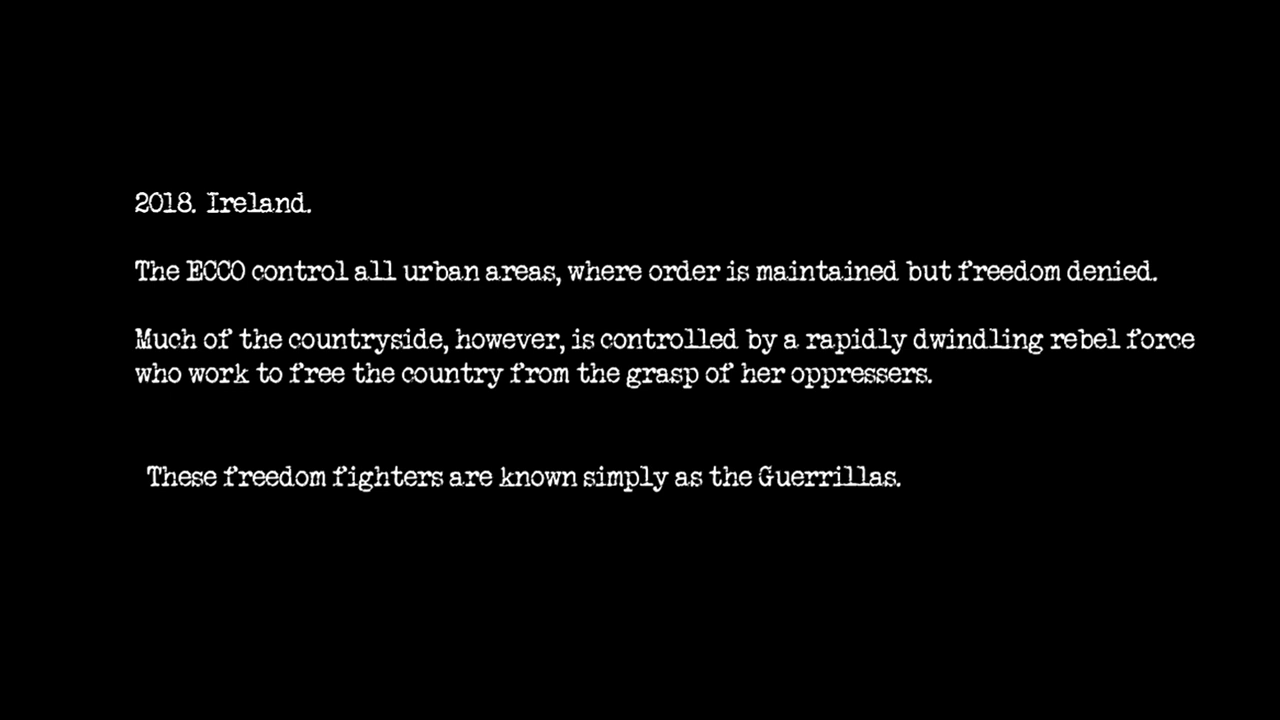 2018. Ireland.
The ECCO control all urban areas, where order is maintained but freedom denied.
Much of the countryside, however, is controlled by a rapidly dwindling rebel force
who work to free the country from the grasp of her oppressers.
These freedom fighters are known simply as the Guerrillas.